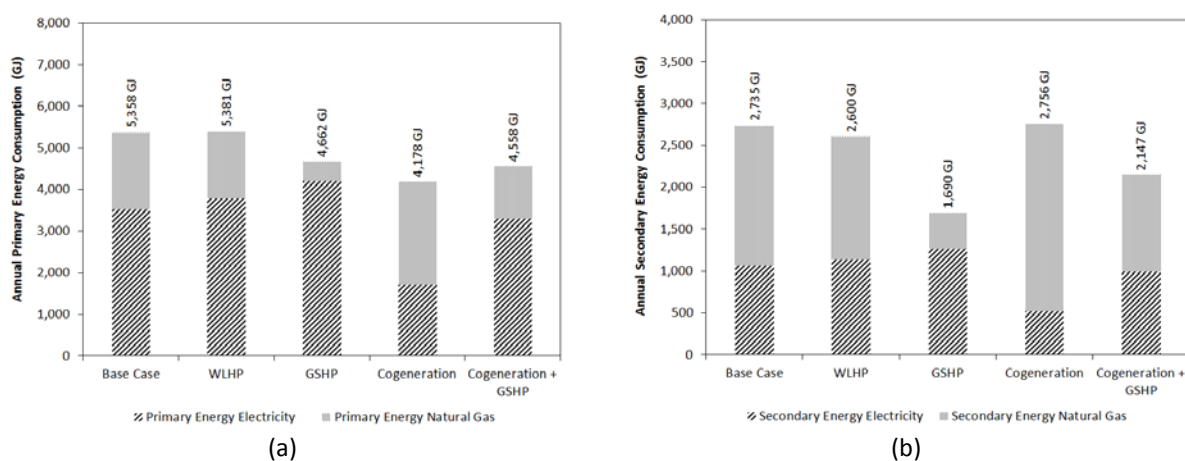 8,000
7,000
6,000
5,000
4,000
3,000
2,000
1,000
0
Annual Primary Energy Consumption (GJ)
5,358 GJ
5,381 GJ
4,662 GJ
4,178 GJ
4,558 GJ
Base Case
WLHP
GSHP
Cogeneration
Cogeneration +
GSHP
Primary Energy Electricity
Primary Energy Natural Gas
(a)
4,000
3,500
3,000
2,500
2,000
1,500
1,000
500
0
Annual Secondary Energy Consumption (GJ)
2,735 GJ
2,600 GJ
1,690 GJ
2,756 GJ
2,147 GJ
Base Case
WLHP
GSHP
Cogeneration
Cogeneration +
GSHP
Secondary Energy Electricity
Secondary Energy Natural Gas
(b)